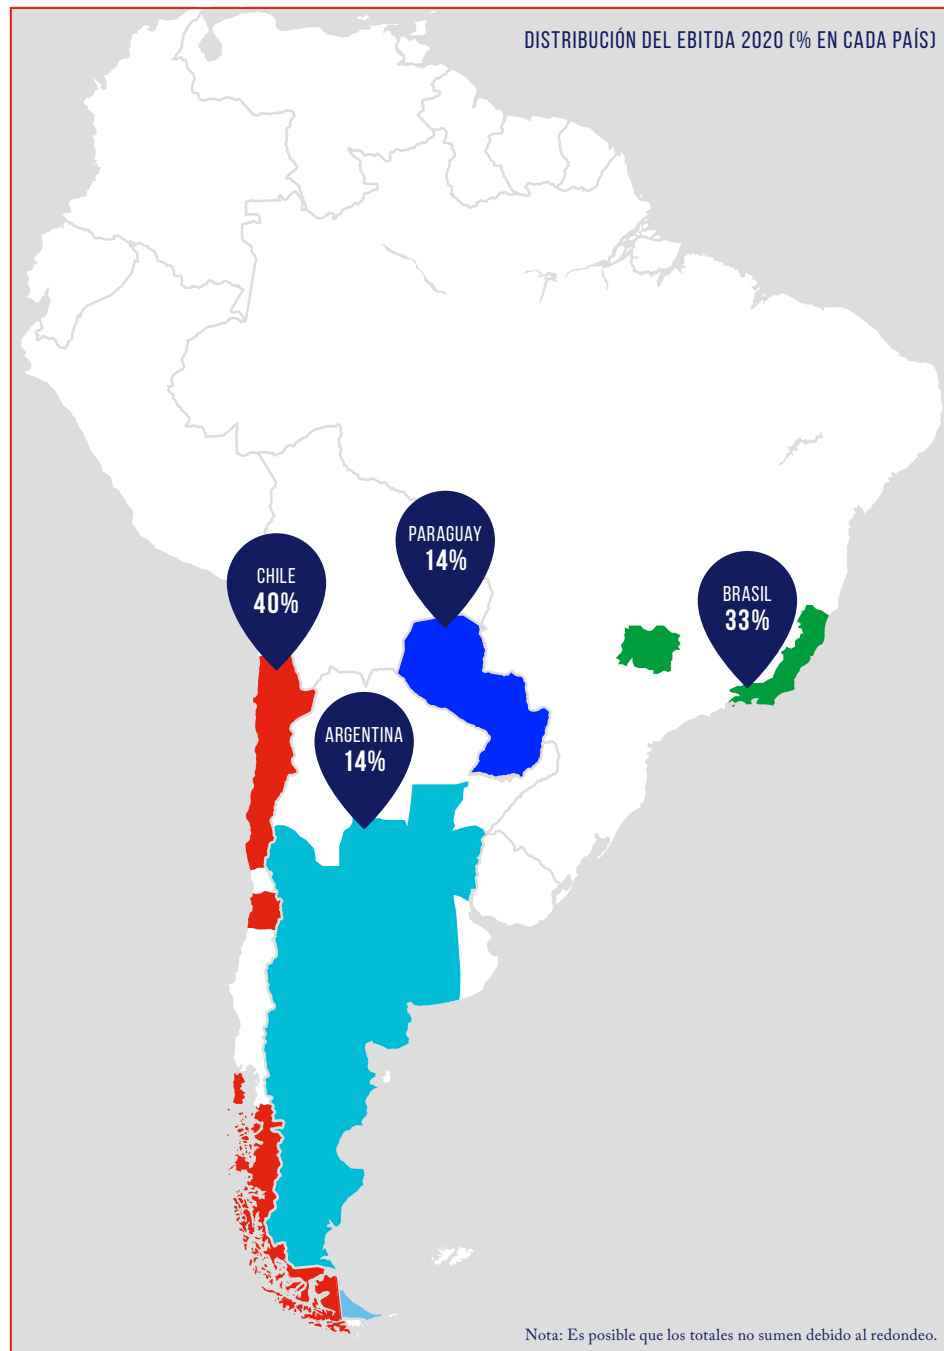 DISTRIBUCIÓN DEL EBITDA 2020 (% EN CADA PAÍS)
PARAGUAY
14%
CHILE
40%
BRASIL
33%
ARGENTINA
14%
Nota: Es posible que los totales no sumen debido al redondeo.